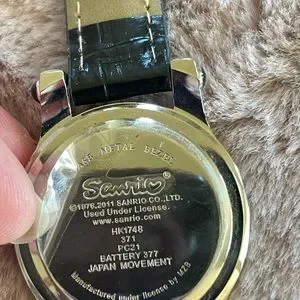 METAL BEZEL
Sanrio®
©1976,2011 SANRIO CO.,LTD.
Used Under License.
www.sanrio.com
HK1748
371
PC21
BATTERY 377
JAPAN MOVEMENT
Manufactured under license by MZB